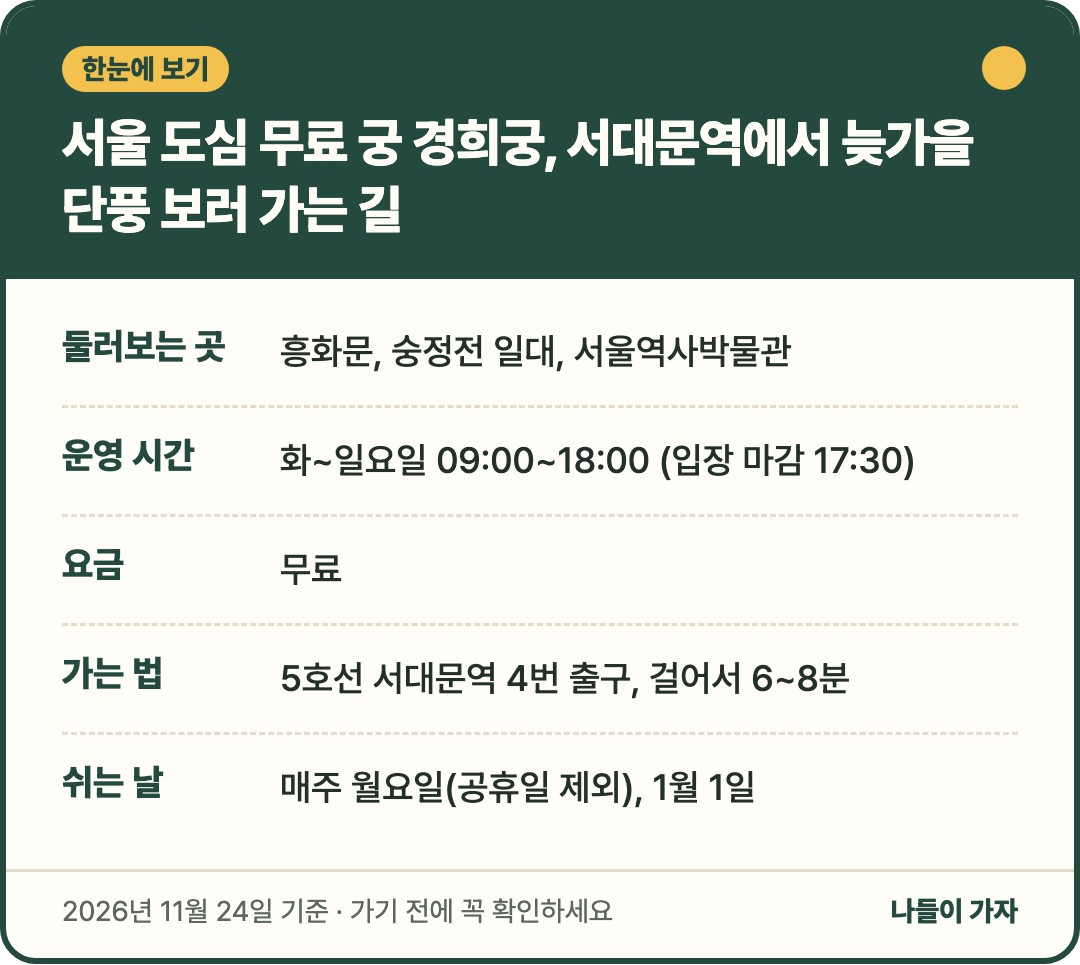 한눈에 보기
서울 도심 무료 궁 경희궁, 서대문역에서 늦가을
단풍 보러 가는 길
둘러보는 곳 흥화문, 숭정전 일대, 서울역사박물관
운영 시간 화~일요일 09:00~18:00 (입장 마감 17:30)
요금 무료
가는 법 5호선 서대문역 4번 출구, 걸어서 6~8분
쉬는 날 매주 월요일(공휴일 제외), 1월 1일
2026년 11월 24일 기준 · 가기 전에 꼭 확인하세요 나들이 가자